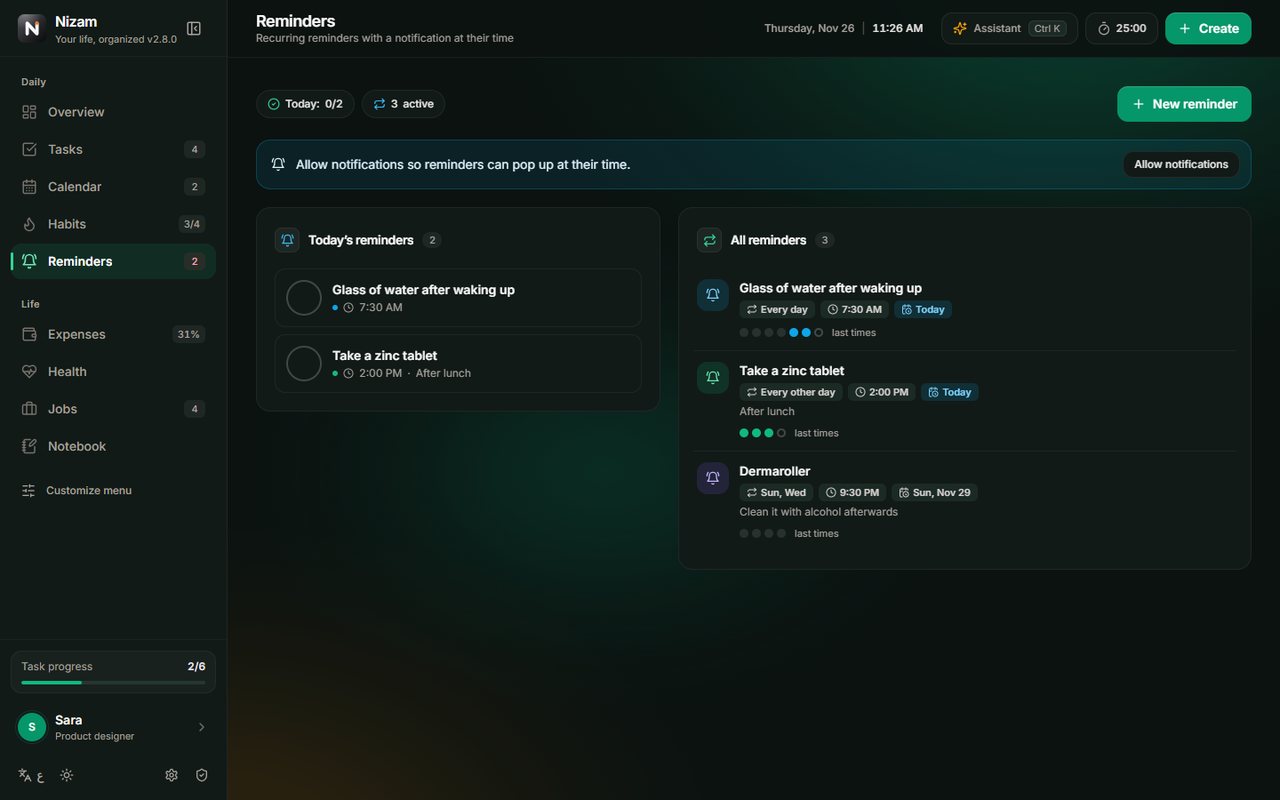 Nizam
Your life, organized v2.8.0
Daily
Overview
Tasks 4
Calendar 2
Habits 3/4
Reminders 2
Life
Expenses 31%
Health
Jobs 4
Notebook
Customize menu
Task progress 2/6
S
Sara
Product designer
ع
Reminders
Recurring reminders with a notification at their time
Thursday, Nov 26 | 11:26 AM
Assistant Ctrl K
25:00
+ Create
Today: 0/2
3 active
+ New reminder
Allow notifications so reminders can pop up at their time.
Allow notifications
Today's reminders 2
Glass of water after waking up
7:30 AM
Take a zinc tablet
2:00 PM · After lunch
All reminders 3
Glass of water after waking up
Every day 7:30 AM Today
last times
Take a zinc tablet
Every other day 2:00 PM Today
After lunch
last times
Dermaroller
Sun, Wed 9:30 PM Sun, Nov 29
Clean it with alcohol afterwards
last times